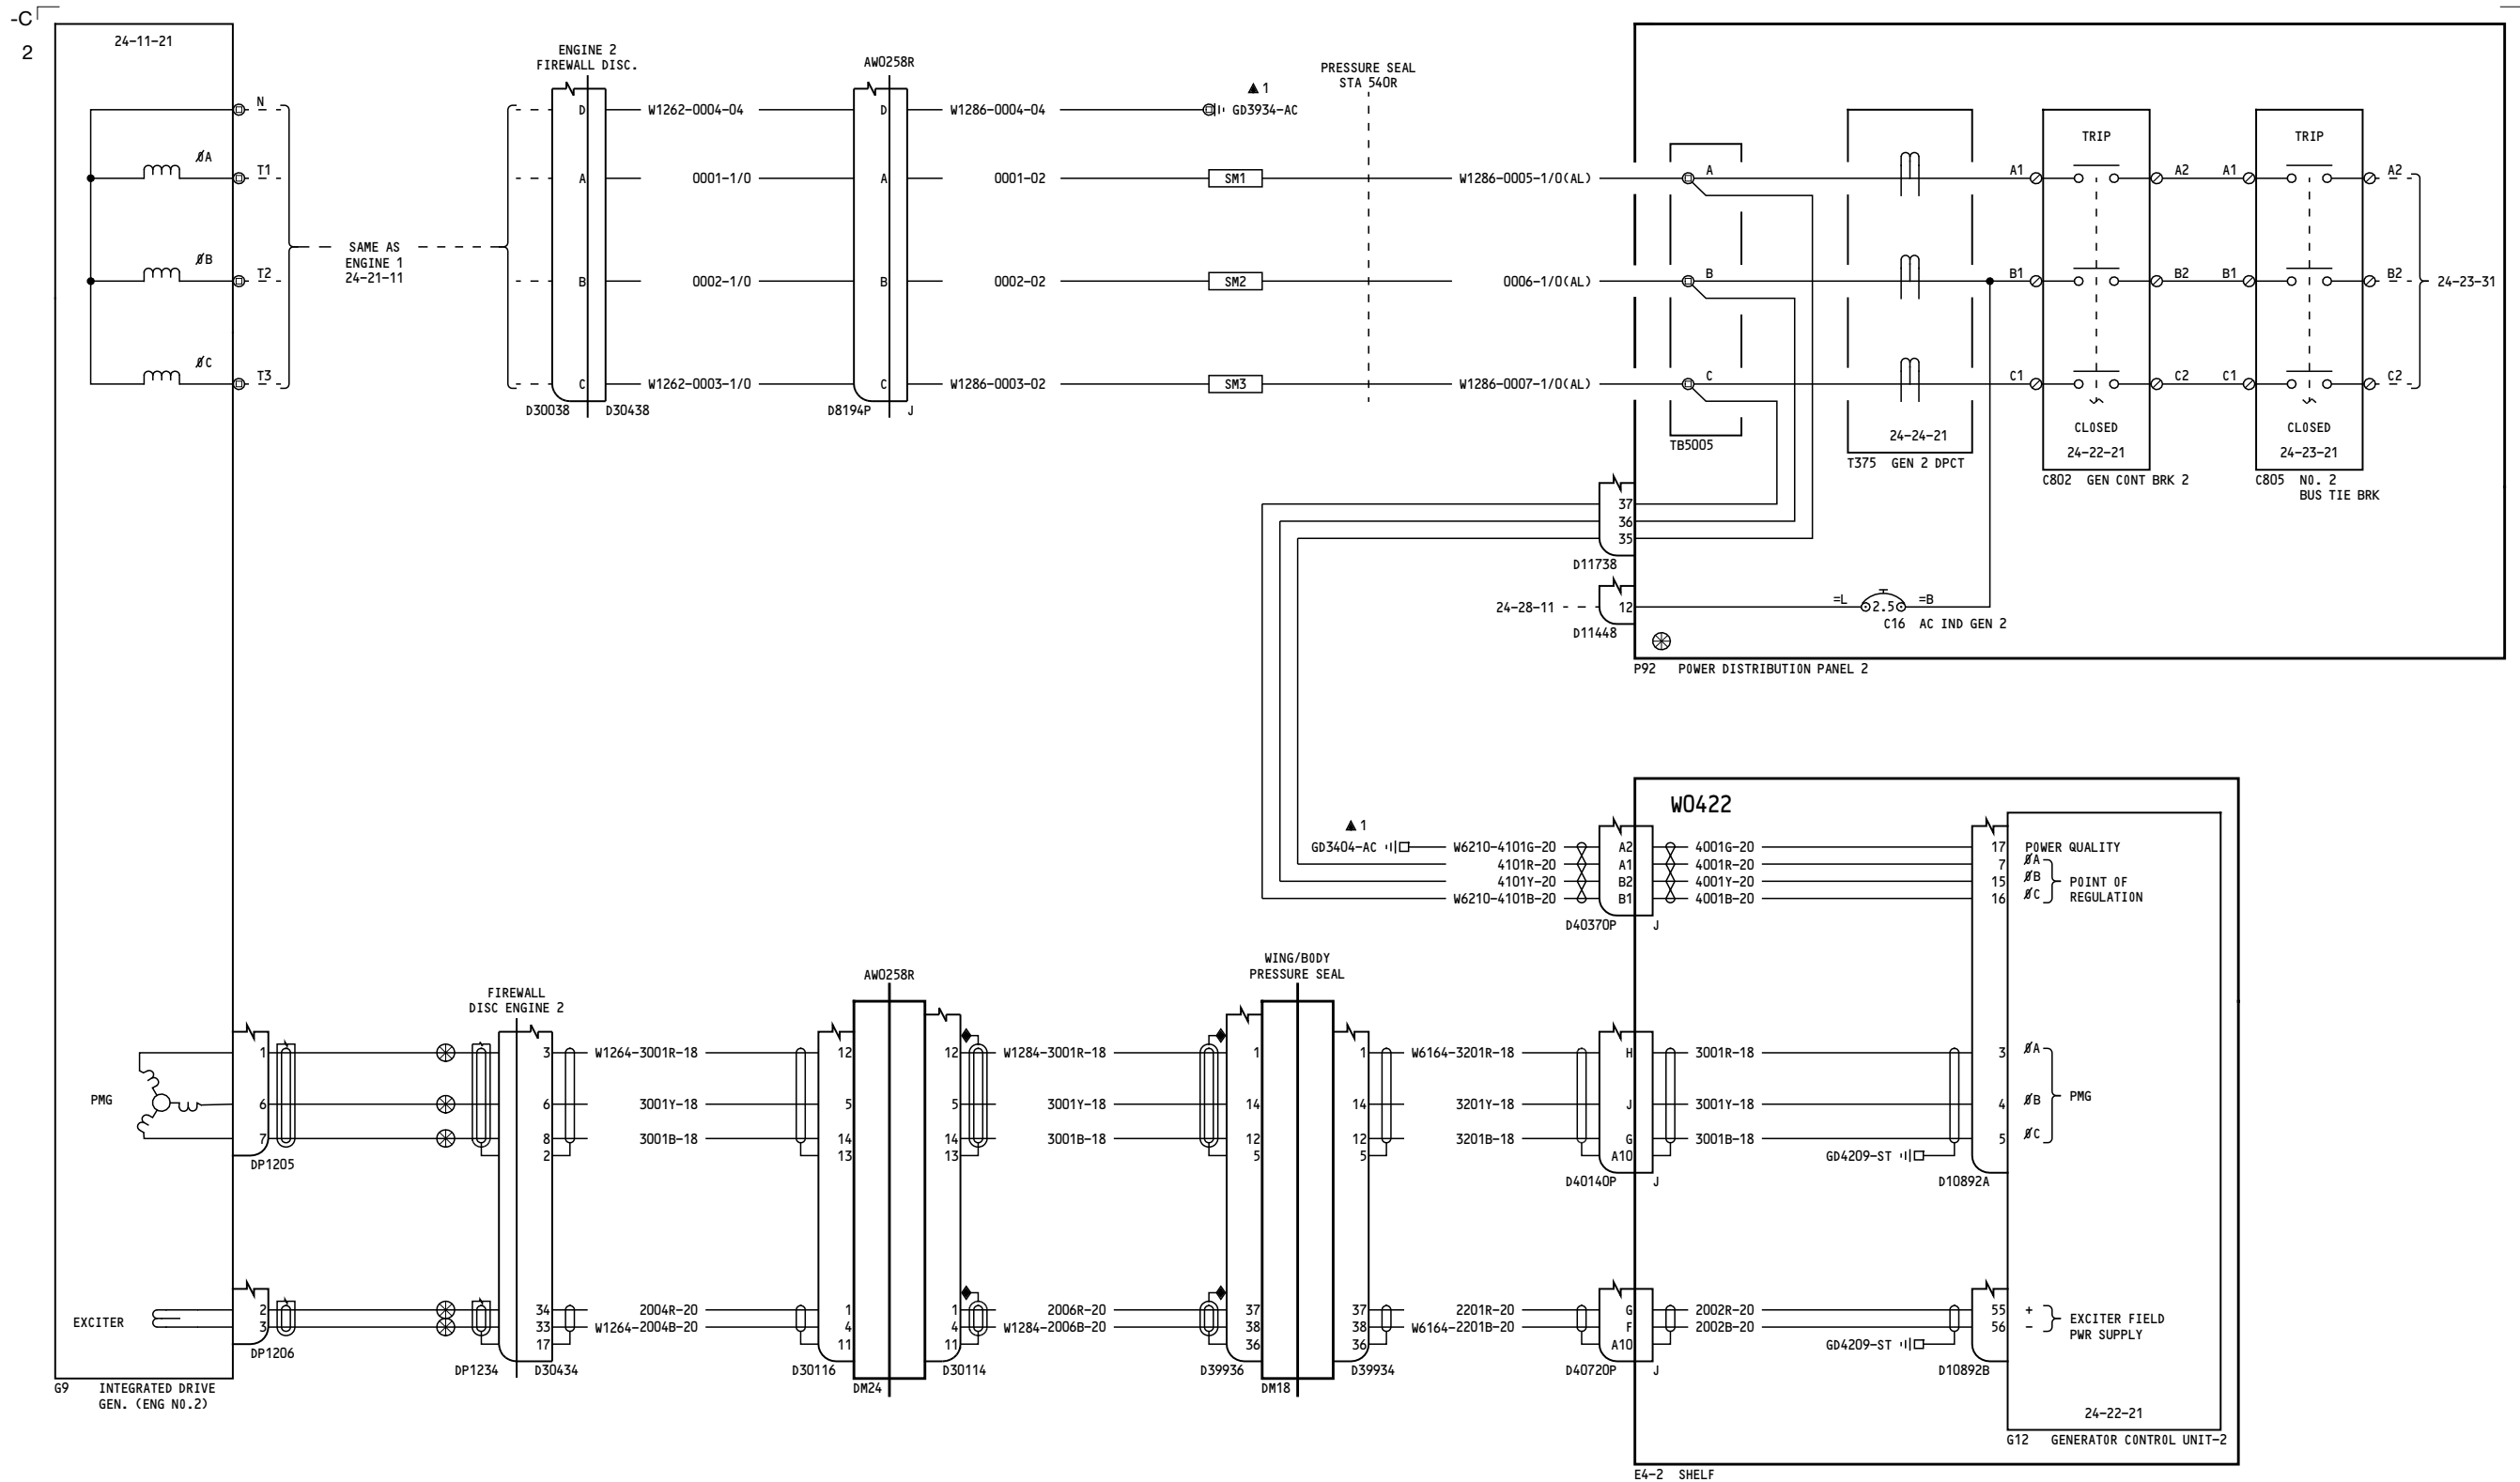 -C
2
24-11-21
ENGINE 2
FIREWALL DISC.
AW0258R
PRESSURE SEAL
STA 540R
▲ 1
N
D
W1262-0004-04
D
W1286-0004-04
GD3934-AC
TRIP
TRIP
ØA
T1
A
0001-1/0
A
0001-02
SM1
W1286-0005-1/0(AL)
A
A1
A2
A1
A2
SAME AS
ENGINE 1
24-21-11
ØB
T2
B
0002-1/0
B
0002-02
SM2
0006-1/0(AL)
B
B1
B2
B1
B2
24-23-31
ØC
T3
C
W1262-0003-1/0
C
W1286-0003-02
SM3
W1286-0007-1/0(AL)
C
C1
C2
C1
C2
D30038
D30438
D8194P
J
TB5005
24-24-21
T375 GEN 2 DPCT
CLOSED
24-22-21
C802 GEN CONT BRK 2
CLOSED
24-23-21
C805 NO. 2
BUS TIE BRK
37
36
35
D11738
24-28-11
12
D11448
=L
2.5
=B
C16 AC IND GEN 2
P92 POWER DISTRIBUTION PANEL 2
W0422
▲ 1
GD3404-AC
W6210-4101G-20
A2
4001G-20
17
POWER QUALITY
4101R-20
A1
4001R-20
7
ØA
4101Y-20
B2
4001Y-20
15
ØB
POINT OF
REGULATION
W6210-4101B-20
B1
4001B-20
16
ØC
D40370P
J
FIREWALL
DISC ENGINE 2
AW0258R
WING/BODY
PRESSURE SEAL
PMG
1
3
W1264-3001R-18
12
12
W1284-3001R-18
1
1
W6164-3201R-18
H
3001R-18
3
ØA
6
6
3001Y-18
5
5
3001Y-18
14
14
3201Y-18
J
3001Y-18
4
ØB
PMG
7
8
3001B-18
14
14
3001B-18
12
12
3201B-18
G
3001B-18
5
ØC
2
13
13
5
5
A10
GD4209-ST
DP1205
D40140P
J
D10892A
EXCITER
2
34
2004R-20
1
1
2006R-20
37
37
2201R-20
G
2002R-20
55
+
3
33
W1264-2004B-20
4
4
W1284-2006B-20
38
38
W6164-2201B-20
F
2002B-20
56
-
EXCITER FIELD
PWR SUPPLY
17
11
11
36
36
A10
GD4209-ST
DP1206
DP1234
D30434
D30116
DM24
D30114
D39936
DM18
D39934
D40720P
J
D10892B
G9 INTEGRATED DRIVE
GEN. (ENG NO.2)
24-22-21
G12 GENERATOR CONTROL UNIT-2
E4-2 SHELF